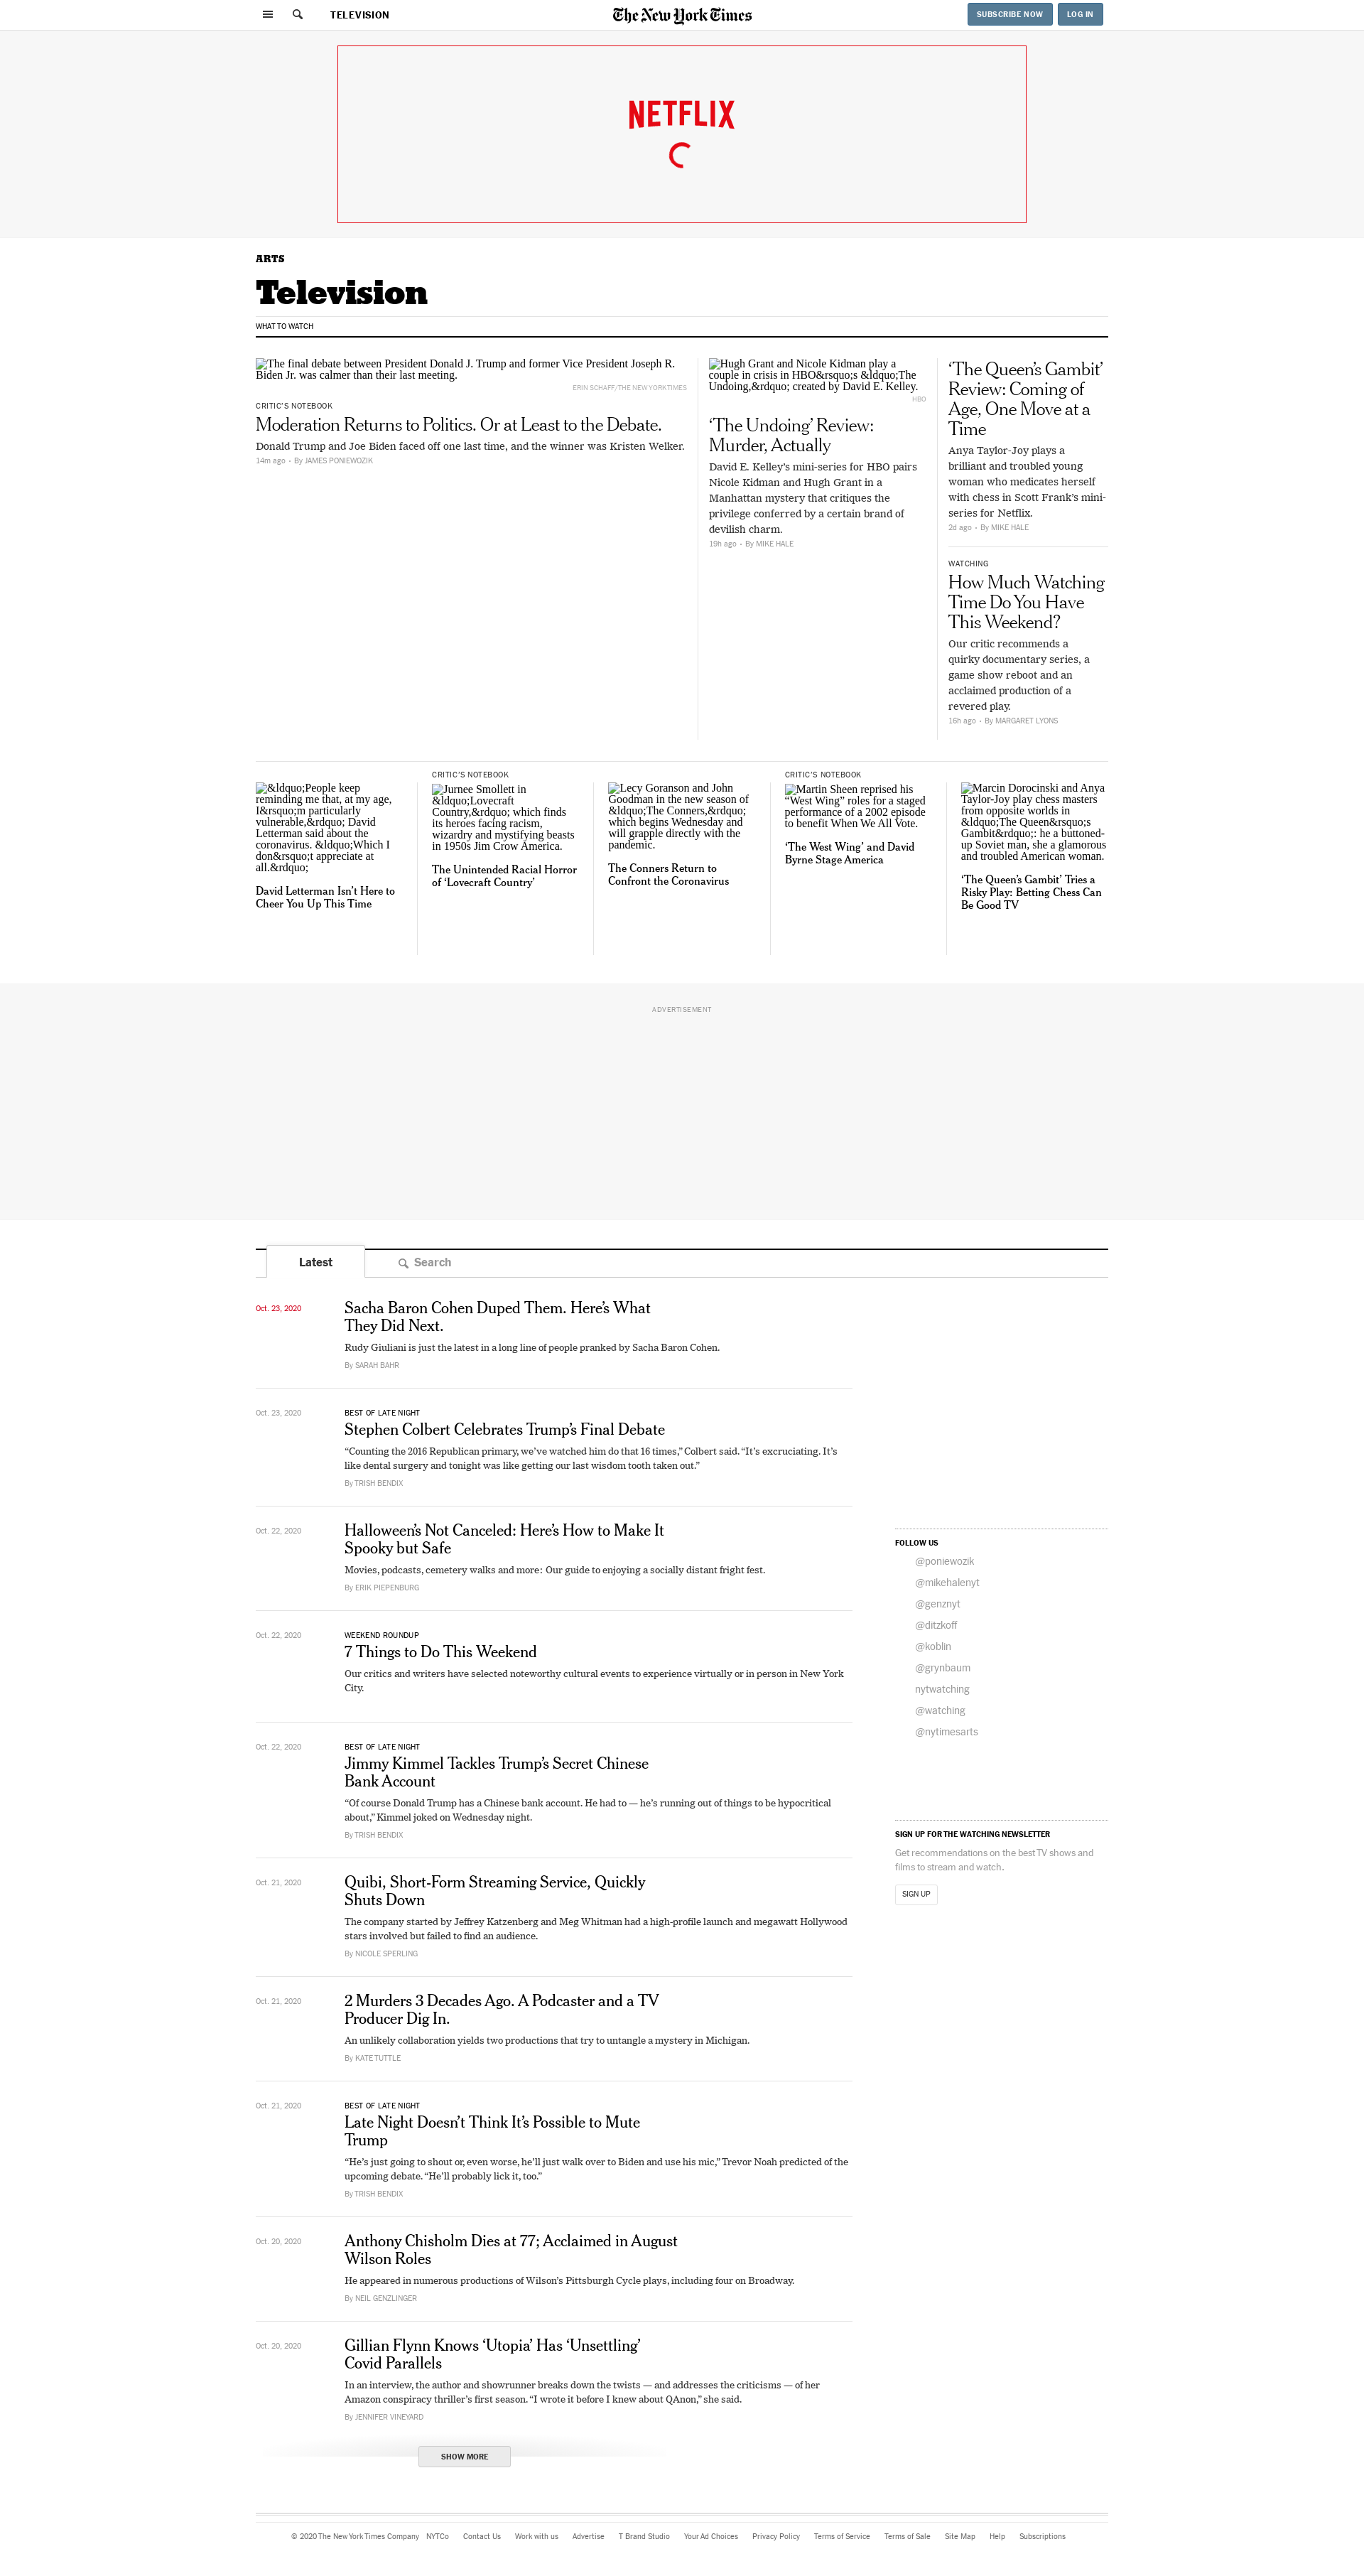 TELEVISION
The New York Times
SUBSCRIBE NOW
LOG IN
NETFLIX
ARTS
Television
WHAT TO WATCH
The final debate between President Donald J. Trump and former Vice President Joseph R.
Biden Jr. was calmer than their last meeting.
ERIN SCHAFF/THE NEW YORK TIMES
CRITIC'S NOTEBOOK
Moderation Returns to Politics. Or at Least to the Debate.
Donald Trump and Joe Biden faced off one last time, and the winner was Kristen Welker.
14m ago • By JAMES PONIEWOZIK
Hugh Grant and Nicole Kidman play a
couple in crisis in HBO&rsquo;s &ldquo;The
Undoing,&rdquo; created by David E. Kelley.
HBO
‘The Undoing’ Review:
Murder, Actually
David E. Kelley’s mini-series for HBO pairs
Nicole Kidman and Hugh Grant in a
Manhattan mystery that critiques the
privilege conferred by a certain brand of
devilish charm.
19h ago • By MIKE HALE
‘The Queen’s Gambit’
Review: Coming of
Age, One Move at a
Time
Anya Taylor-Joy plays a
brilliant and troubled young
woman who medicates herself
with chess in Scott Frank’s mini-
series for Netflix.
2d ago • By MIKE HALE
WATCHING
How Much Watching
Time Do You Have
This Weekend?
Our critic recommends a
quirky documentary series, a
game show reboot and an
acclaimed production of a
revered play.
16h ago • By MARGARET LYONS
&ldquo;People keep
reminding me that, at my age,
I&rsquo;m particularly
vulnerable,&rdquo; David
Letterman said about the
coronavirus. &ldquo;Which I
don&rsquo;t appreciate at
all.&rdquo;
David Letterman Isn’t Here to
Cheer You Up This Time
CRITIC'S NOTEBOOK
Jurnee Smollett in
&ldquo;Lovecraft
Country,&rdquo; which finds
its heroes facing racism,
wizardry and mystifying beasts
in 1950s Jim Crow America.
The Unintended Racial Horror
of ‘Lovecraft Country’
Lecy Goranson and John
Goodman in the new season of
&ldquo;The Conners,&rdquo;
which begins Wednesday and
will grapple directly with the
pandemic.
The Conners Return to
Confront the Coronavirus
CRITIC'S NOTEBOOK
Martin Sheen reprised his
“West Wing” roles for a staged
performance of a 2002 episode
to benefit When We All Vote.
‘The West Wing’ and David
Byrne Stage America
Marcin Dorocinski and Anya
Taylor-Joy play chess masters
from opposite worlds in
&ldquo;The Queen&rsquo;s
Gambit&rdquo;: he a buttoned-
up Soviet man, she a glamorous
and troubled American woman.
‘The Queen’s Gambit’ Tries a
Risky Play: Betting Chess Can
Be Good TV
ADVERTISEMENT
Latest
Search
Oct. 23, 2020
Sacha Baron Cohen Duped Them. Here’s What
They Did Next.
Rudy Giuliani is just the latest in a long line of people pranked by Sacha Baron Cohen.
By SARAH BAHR
Oct. 23, 2020
BEST OF LATE NIGHT
Stephen Colbert Celebrates Trump’s Final Debate
“Counting the 2016 Republican primary, we’ve watched him do that 16 times,” Colbert said. “It’s excruciating. It’s
like dental surgery and tonight was like getting our last wisdom tooth taken out.”
By TRISH BENDIX
Oct. 22, 2020
Halloween’s Not Canceled: Here’s How to Make It
Spooky but Safe
Movies, podcasts, cemetery walks and more: Our guide to enjoying a socially distant fright fest.
By ERIK PIEPENBURG
Oct. 22, 2020
WEEKEND ROUNDUP
7 Things to Do This Weekend
Our critics and writers have selected noteworthy cultural events to experience virtually or in person in New York
City.
Oct. 22, 2020
BEST OF LATE NIGHT
Jimmy Kimmel Tackles Trump’s Secret Chinese
Bank Account
“Of course Donald Trump has a Chinese bank account. He had to — he’s running out of things to be hypocritical
about,” Kimmel joked on Wednesday night.
By TRISH BENDIX
Oct. 21, 2020
Quibi, Short-Form Streaming Service, Quickly
Shuts Down
The company started by Jeffrey Katzenberg and Meg Whitman had a high-profile launch and megawatt Hollywood
stars involved but failed to find an audience.
By NICOLE SPERLING
Oct. 21, 2020
2 Murders 3 Decades Ago. A Podcaster and a TV
Producer Dig In.
An unlikely collaboration yields two productions that try to untangle a mystery in Michigan.
By KATE TUTTLE
Oct. 21, 2020
BEST OF LATE NIGHT
Late Night Doesn’t Think It’s Possible to Mute
Trump
“He’s just going to shout or, even worse, he’ll just walk over to Biden and use his mic,” Trevor Noah predicted of the
upcoming debate. “He’ll probably lick it, too.”
By TRISH BENDIX
Oct. 20, 2020
Anthony Chisholm Dies at 77; Acclaimed in August
Wilson Roles
He appeared in numerous productions of Wilson’s Pittsburgh Cycle plays, including four on Broadway.
By NEIL GENZLINGER
Oct. 20, 2020
Gillian Flynn Knows ‘Utopia’ Has ‘Unsettling’
Covid Parallels
In an interview, the author and showrunner breaks down the twists — and addresses the criticisms — of her
Amazon conspiracy thriller’s first season. “I wrote it before I knew about QAnon,” she said.
By JENNIFER VINEYARD
SHOW MORE
FOLLOW US
@poniewozik
@mikehalenyt
@genznyt
@ditzkoff
@koblin
@grynbaum
nytwatching
@watching
@nytimesarts
SIGN UP FOR THE WATCHING NEWSLETTER
Get recommendations on the best TV shows and
films to stream and watch.
SIGN UP
© 2020 The New York Times Company NYTCo Contact Us Work with us Advertise T Brand Studio Your Ad Choices Privacy Policy Terms of Service Terms of Sale Site Map Help Subscriptions